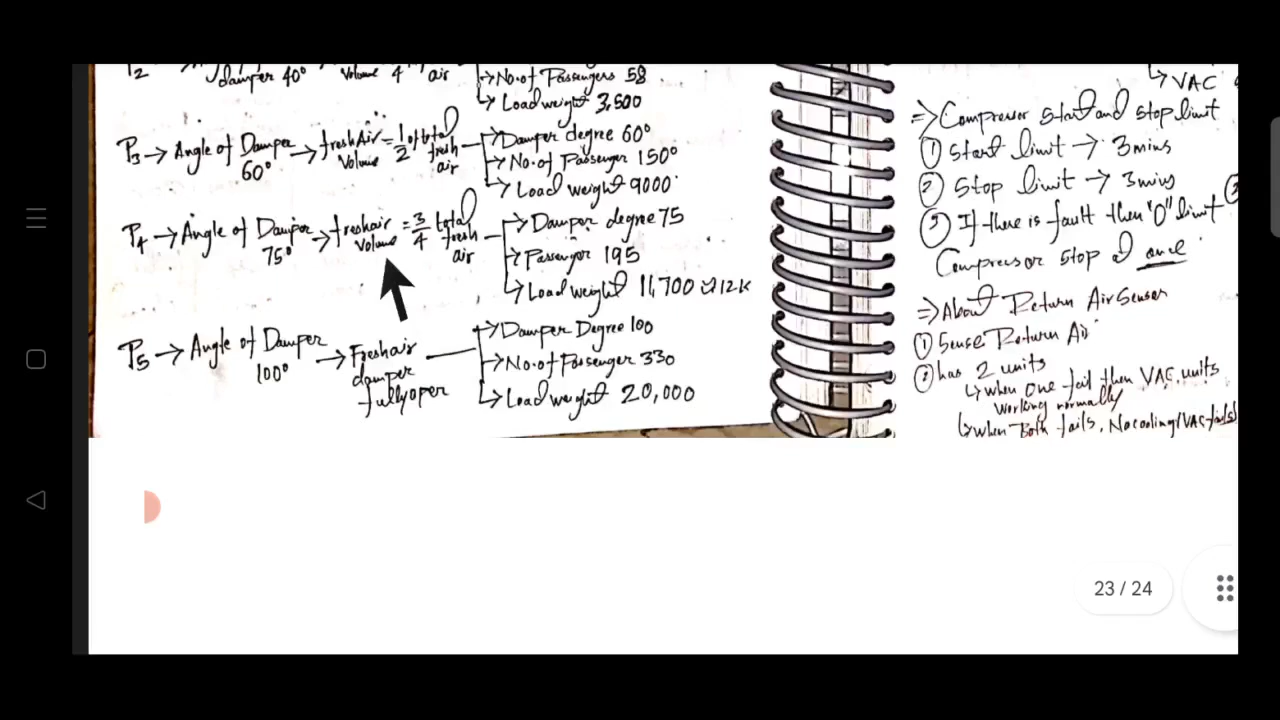 P2
damper 40° Volume 4 air
No. of Passengers 58
Load weight 3,500
P3 → Angle of Damper 60° → fresh Air Volume = 1/2 of total fresh air
Damper degree 60°
No. of Passenger 150°
Load weight 9000
P4 → Angle of Damper 75° → freshair Volume = 3/4 total fresh air
Damper degree 75
Passenger 195
Load weight 11,700 12K
P5 → Angle of Damper 100° → Freshair damper fully open
Damper Degree 100
No. of Passenger 330
Load weight 20,000
VAC
⇒ Compressor start and stop limit
① Start limit → 3 mins
② Stop limit → 3 mins
③ If there is fault then "0" limit
Compressor stop at once
⇒ About Return Air Sensor
① Sense Return Air
② has 2 units
when one fail then VAC units
working normally
when Both fails, No cooling (VAC fails)
23 / 24